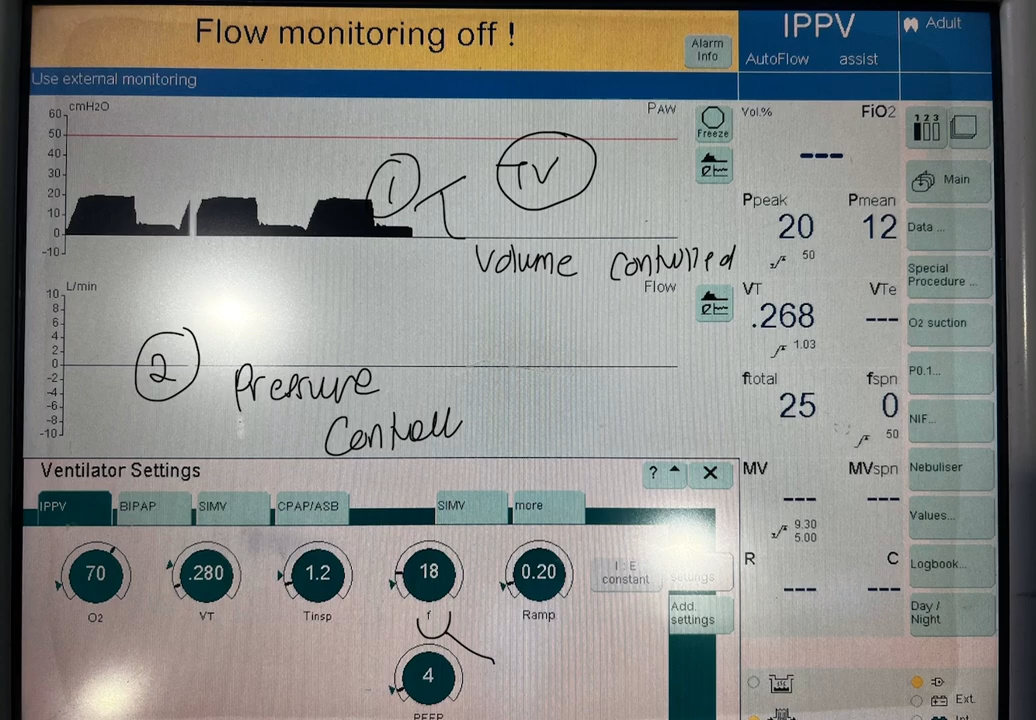 Flow monitoring off !
Alarm Info
IPPV
AutoFlow assist
Adult
Use external monitoring
cmH2O
Paw
60
50
40
30
20
10
0
-10
Freeze
1
TV
Volume Controlled
L/min
Flow
10
8
6
4
2
0
-2
-4
-6
-8
-10
2
Pressure
Controll
Vol.%
FiO2
---
Ppeak
Pmean
20
12
50
VT
VTe
.268
---
1.03
ftotal
fspn
25
0
50
MV
MVspn
---
---
9.30
5.00
R
C
---
---
1 2 3
Main
Data ...
Special
Procedure ...
O2 suction
P0.1...
NIF...
Nebuliser
Values...
Logbook...
Day /
Night
Ext.
Int.
Ventilator Settings
?
X
IPPV
BIPAP
SIMV
CPAP/ASB
SIMV
more
70
.280
1.2
18
0.20
O2
VT
Tinsp
f
Ramp
I : E
constant
settings
Add.
settings
4
PEEP